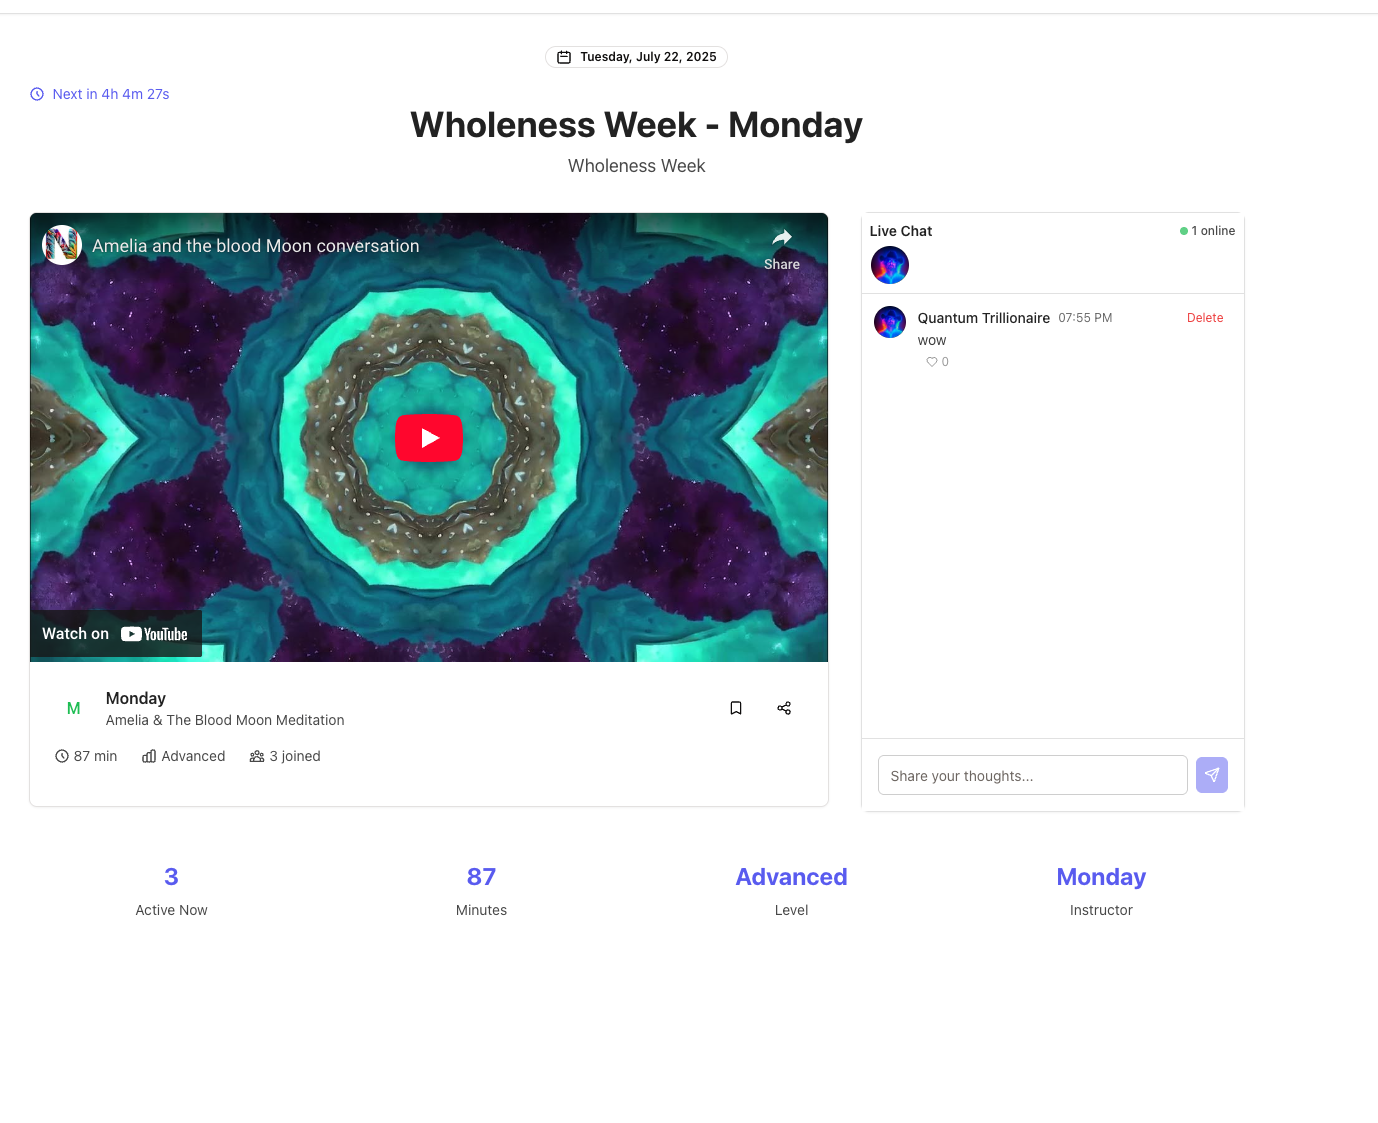 Tuesday, July 22, 2025
Next in 4h 4m 27s
Wholeness Week - Monday
Wholeness Week
N
Amelia and the blood Moon conversation
Share
Watch on YouTube
M
Monday
Amelia & The Blood Moon Meditation
87 min
Advanced
3 joined
Live Chat
1 online
Quantum Trillionaire 07:55 PM
Delete
wow
0
Share your thoughts...
3
Active Now
87
Minutes
Advanced
Level
Monday
Instructor